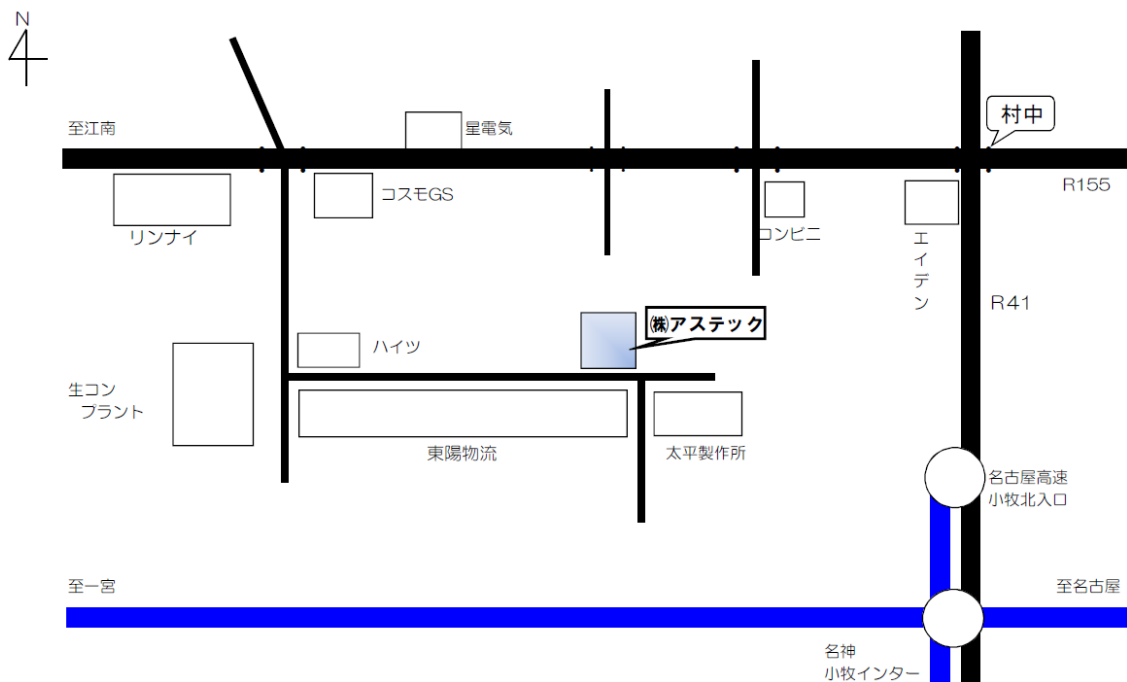 N
村中
至江南
星電気
R155
コスモGS
リンナイ
コンビニ
エイデン
R41
㈱アステック
ハイツ
生コン
プラント
東陽物流
太平製作所
名古屋高速
小牧北入口
至一宮
至名古屋
名神
小牧インター